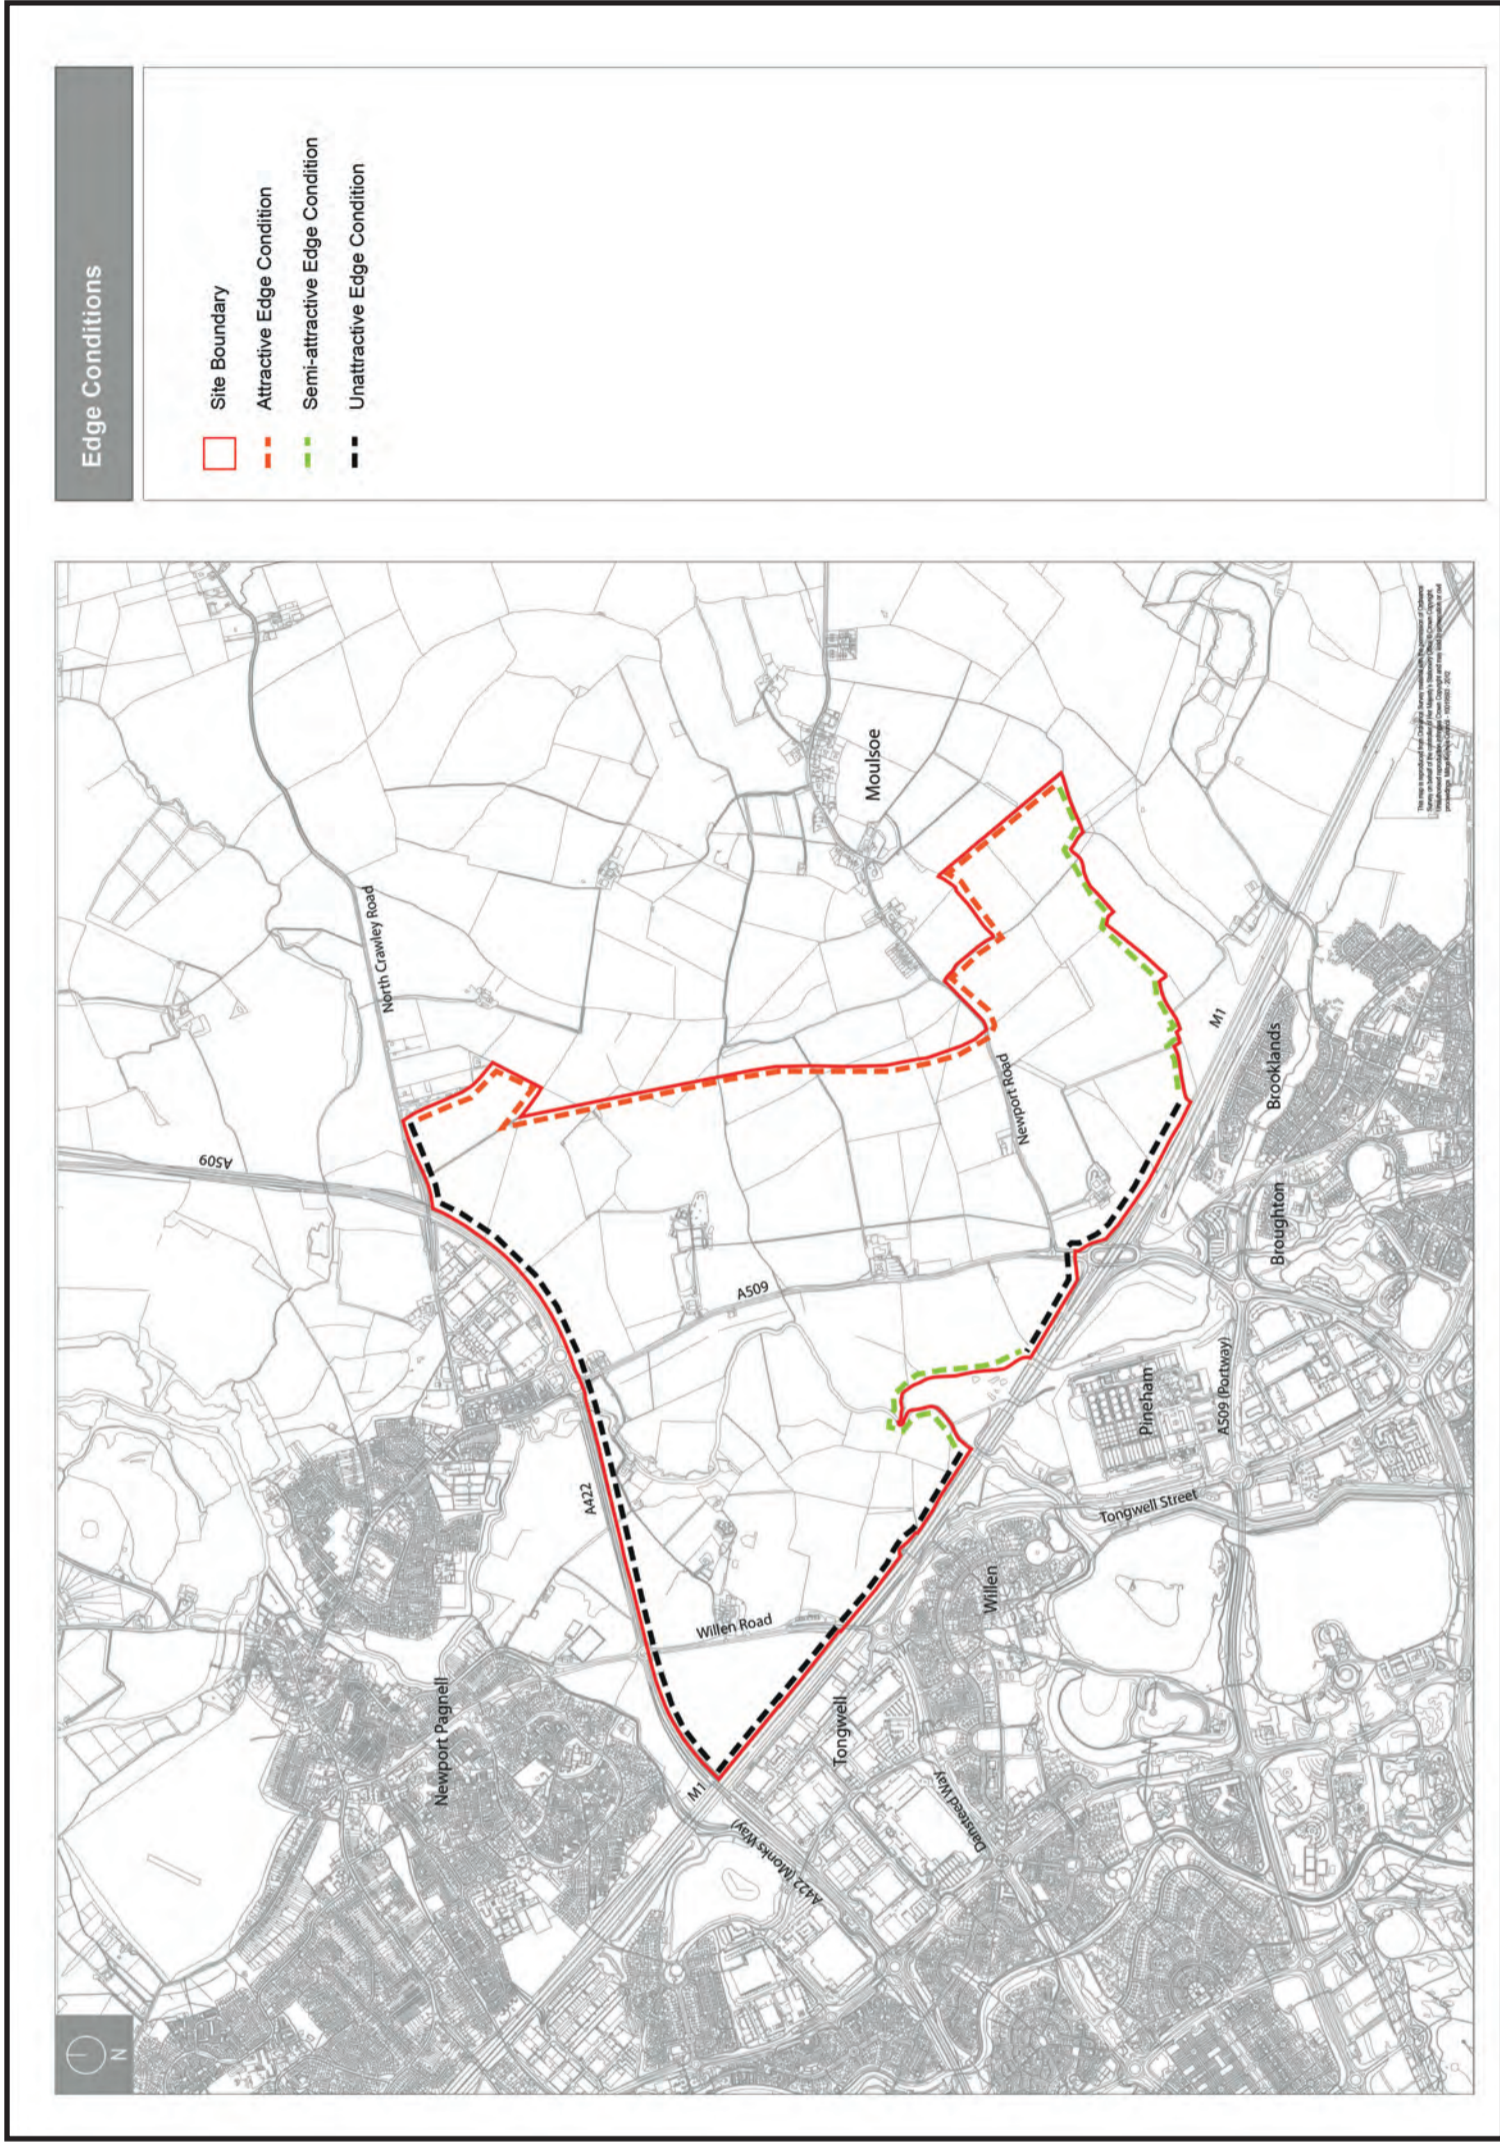 Edge Conditions
Site Boundary
Attractive Edge Condition
Semi-attractive Edge Condition
Unattractive Edge Condition
N
A509
North Crawley Road
Newport Pagnell
A422
Willen Road
A509
Moulsoe
Newport Road
M1
A422 (Monks Way)
Tongwell
Dansteed Way
Willen
Tongwell Street
Pineham
A509 (Portway)
Broughton
Brooklands
M1